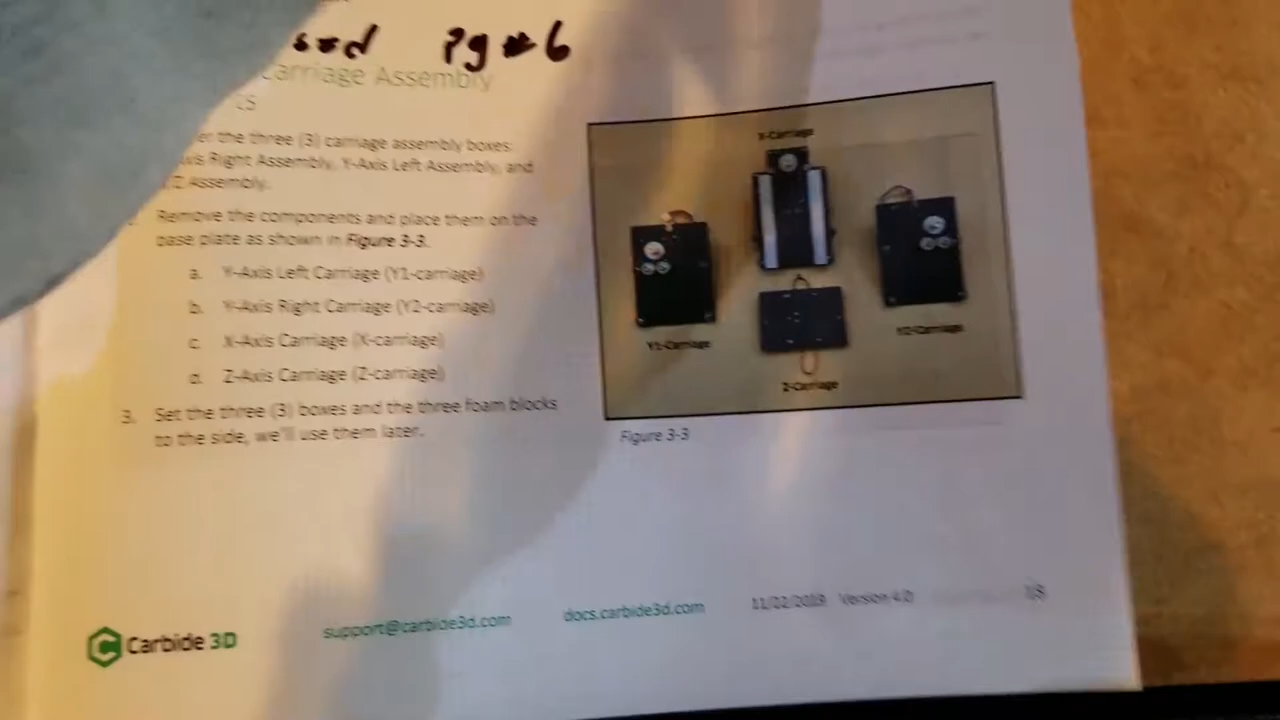 Pg # 6
Carriage Assembly
the three (3) carriage assembly boxes:
Right Assembly, Y-Axis Left Assembly, and
Assembly.
Remove the components and place them on the
base plate as shown in Figure 3-3.
a. Y-Axis Left Carriage (Y1-carriage)
b. Y-Axis Right Carriage (Y2-carriage)
c. X-Axis Carriage (X-carriage)
d. Z-Axis Carriage (Z-carriage)
3. Set the three (3) boxes and the three foam blocks
to the side, we'll use them later.
X-Carriage
Y1-Carriage
Y2-Carriage
Z-Carriage
Figure 3-3
Carbide 3D
support@carbide3d.com
docs.carbide3d.com
11/22/2019 Version 4.0